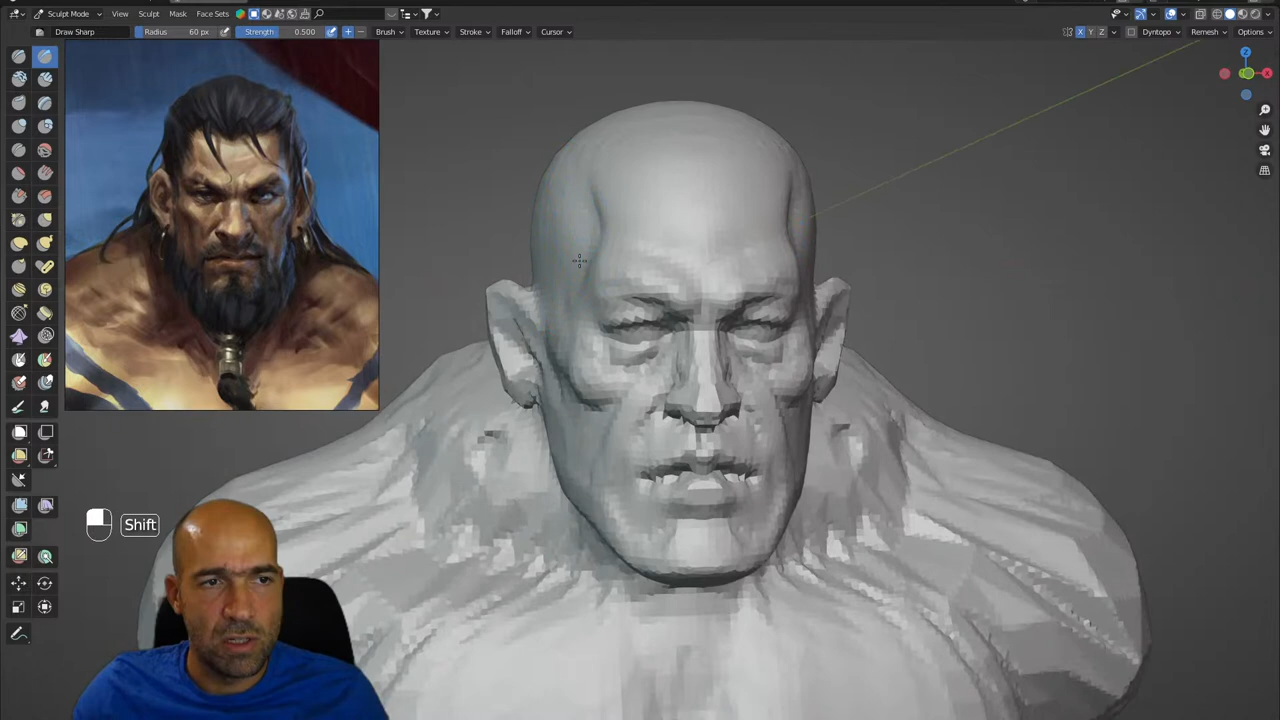 Sculpt Mode View Sculpt Mask Face Sets
Draw Sharp Radius 60 px Strength 0.500 Brush Texture Stroke Falloff Cursor X Y Z Dyntopo Remesh Options
Z
X
Shift